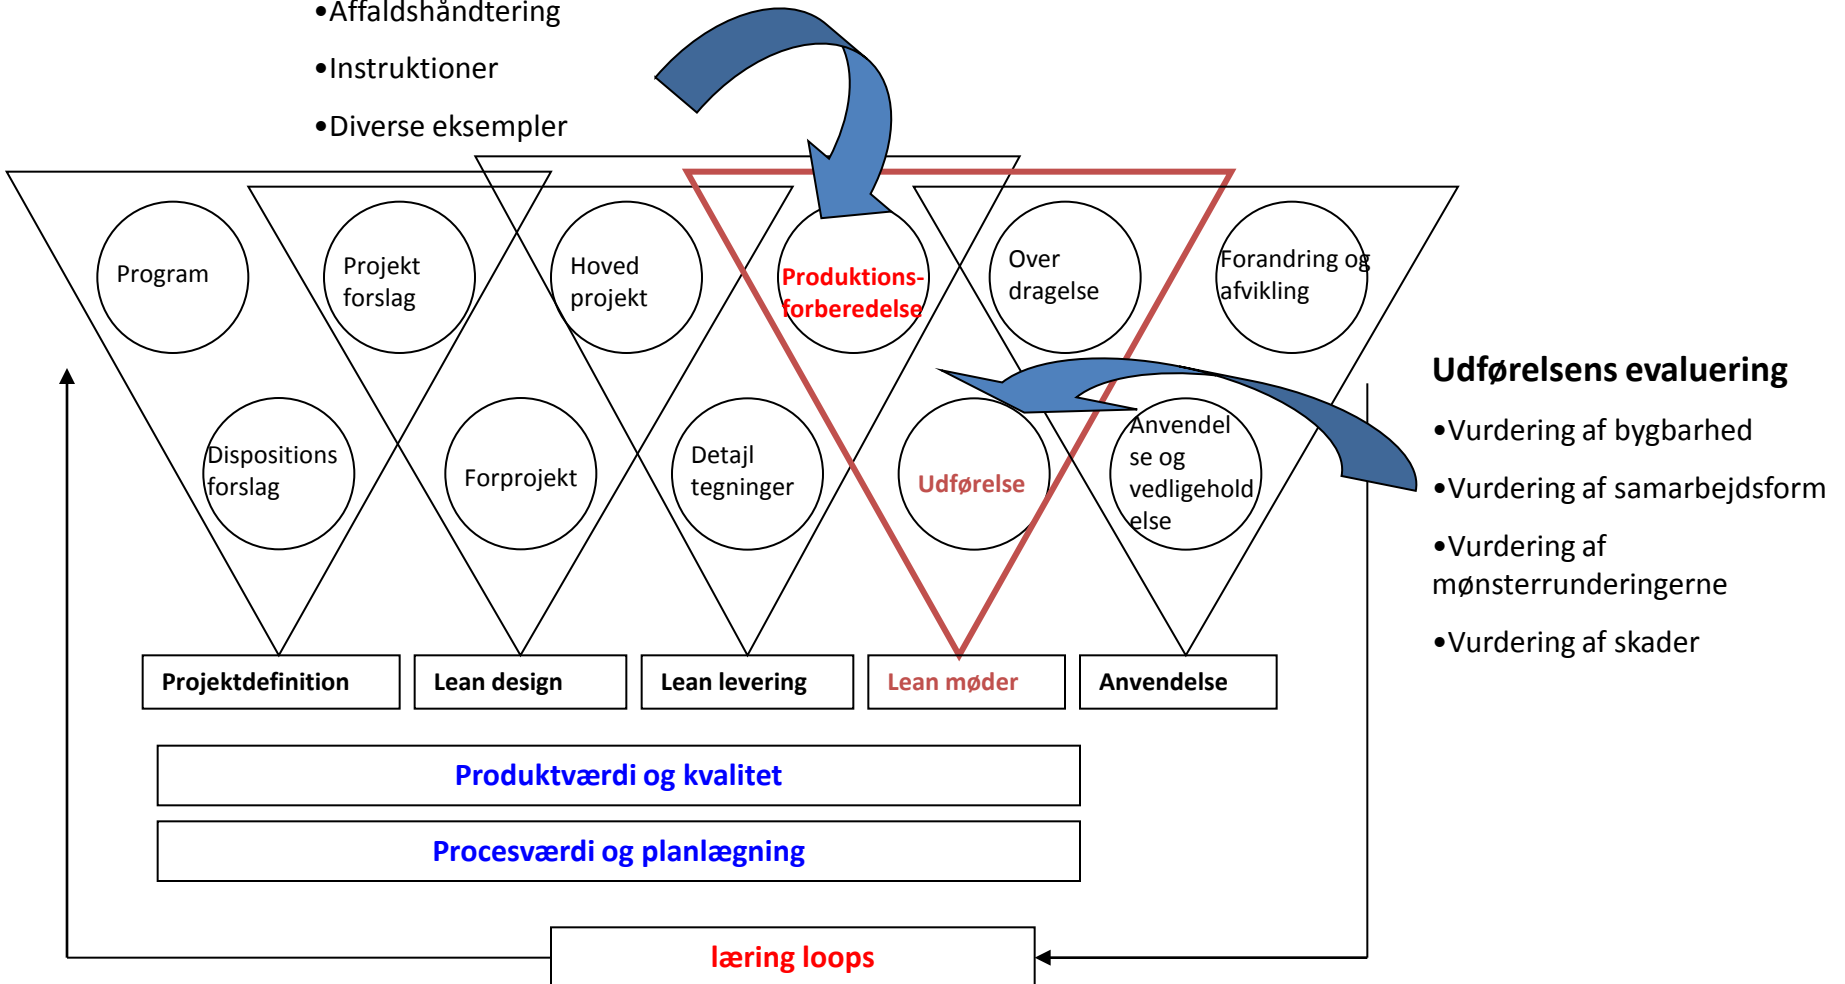 •Affaldshåndtering
•Instruktioner
•Diverse eksempler
Program
Projekt
forslag
Hoved
projekt
Produktions-
forberedelse
Over
dragelse
Forandring og
afvikling
Dispositions
forslag
Forprojekt
Detajl
tegninger
Udførelse
Anvendel
se og
vedligehold
else
Udførelsens evaluering
•Vurdering af bygbarhed
•Vurdering af samarbejdsform
•Vurdering af
mønsterrunderingerne
•Vurdering af skader
Projektdefinition
Lean design
Lean levering
Lean møder
Anvendelse
Produktværdi og kvalitet
Procesværdi og planlægning
læring loops